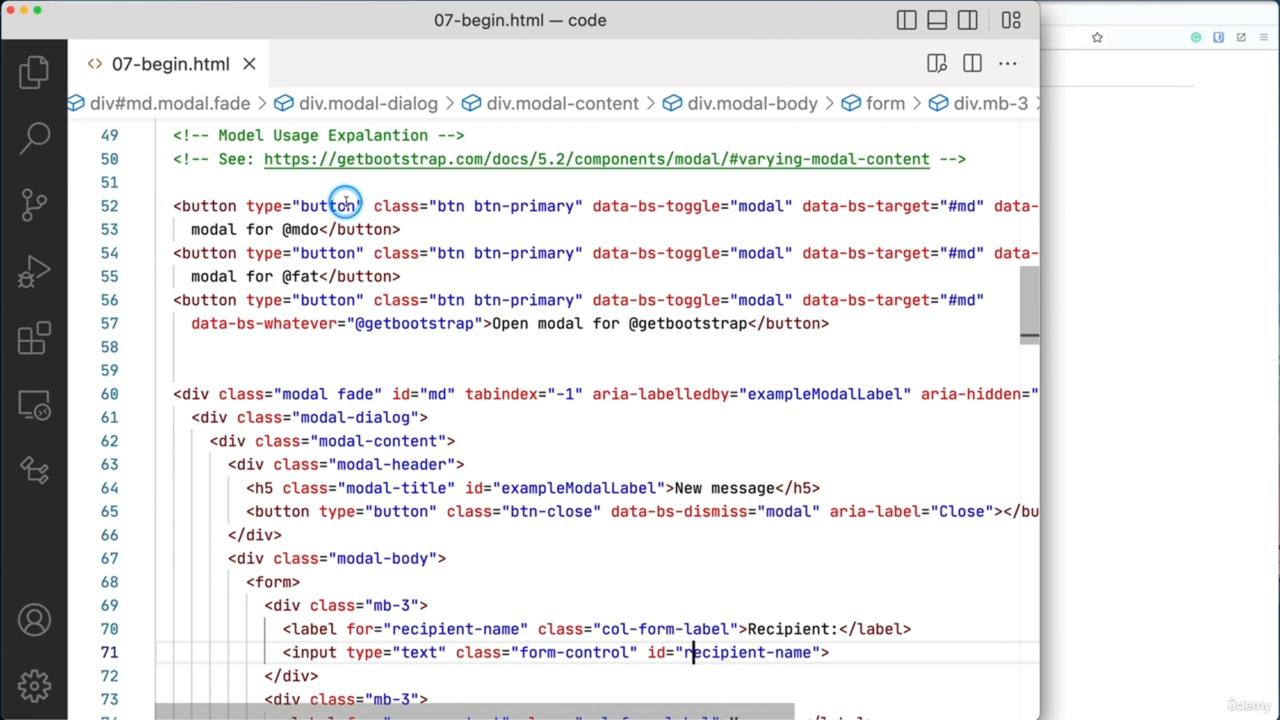 07-begin.html — code
07-begin.html
div#md.modal.fade > div.modal-dialog > div.modal-content > div.modal-body > form > div.mb-3 >
49 <!-- Model Usage Expalantion -->
50 <!-- See: https://getbootstrap.com/docs/5.2/components/modal/#varying-modal-content -->
51
52 <button type="button" class="btn btn-primary" data-bs-toggle="modal" data-bs-target="#md" data-
53 modal for @mdo</button>
54 <button type="button" class="btn btn-primary" data-bs-toggle="modal" data-bs-target="#md" data-
55 modal for @fat</button>
56 <button type="button" class="btn btn-primary" data-bs-toggle="modal" data-bs-target="#md"
57 data-bs-whatever="@getbootstrap">Open modal for @getbootstrap</button>
58
59
60 <div class="modal fade" id="md" tabindex="-1" aria-labelledby="exampleModalLabel" aria-hidden="
61 <div class="modal-dialog">
62 <div class="modal-content">
63 <div class="modal-header">
64 <h5 class="modal-title" id="exampleModalLabel">New message</h5>
65 <button type="button" class="btn-close" data-bs-dismiss="modal" aria-label="Close"></bu
66 </div>
67 <div class="modal-body">
68 <form>
69 <div class="mb-3">
70 <label for="recipient-name" class="col-form-label">Recipient:</label>
71 <input type="text" class="form-control" id="recipient-name">
72 </div>
73 <div class="mb-3">
ûdemy